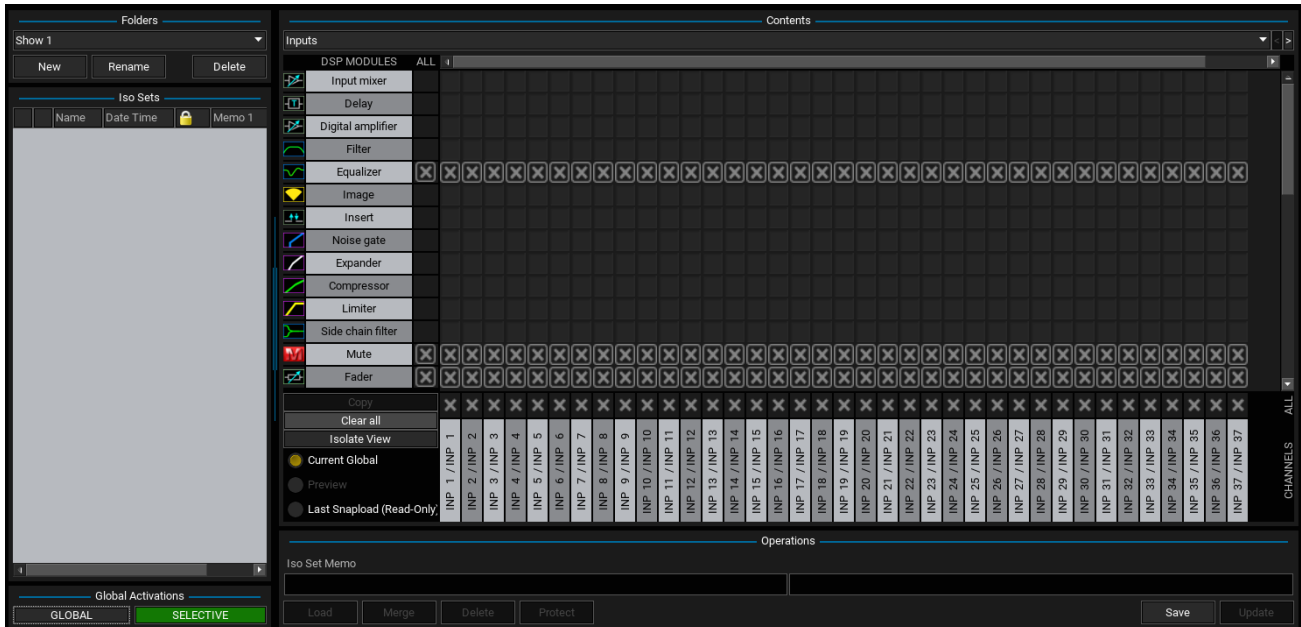 Folders
Show 1
New Rename Delete
Iso Sets
Name Date Time Memo 1
Global Activations
GLOBAL SELECTIVE
Contents
Inputs
< >
DSP MODULES ALL
Input mixer
Delay
Digital amplifier
Filter
Equalizer
Image
Insert
Noise gate
Expander
Compressor
Limiter
Side chain filter
M Mute
Fader
Copy
Clear all
Isolate View
Current Global
Preview
Last Snapload (Read-Only)
INP 1 / INP 1
INP 2 / INP 2
INP 3 / INP 3
INP 4 / INP 4
INP 5 / INP 5
INP 6 / INP 6
INP 7 / INP 7
INP 8 / INP 8
INP 9 / INP 9
INP 10 / INP 10
INP 11 / INP 11
INP 12 / INP 12
INP 13 / INP 13
INP 14 / INP 14
INP 15 / INP 15
INP 16 / INP 16
INP 17 / INP 17
INP 18 / INP 18
INP 19 / INP 19
INP 20 / INP 20
INP 21 / INP 21
INP 22 / INP 22
INP 23 / INP 23
INP 24 / INP 24
INP 25 / INP 25
INP 26 / INP 26
INP 27 / INP 27
INP 28 / INP 28
INP 29 / INP 29
INP 30 / INP 30
INP 31 / INP 31
INP 32 / INP 32
INP 33 / INP 33
INP 34 / INP 34
INP 35 / INP 35
INP 36 / INP 36
INP 37 / INP 37
CHANNELS ALL
Operations
Iso Set Memo
Load Merge Delete Protect Save Update